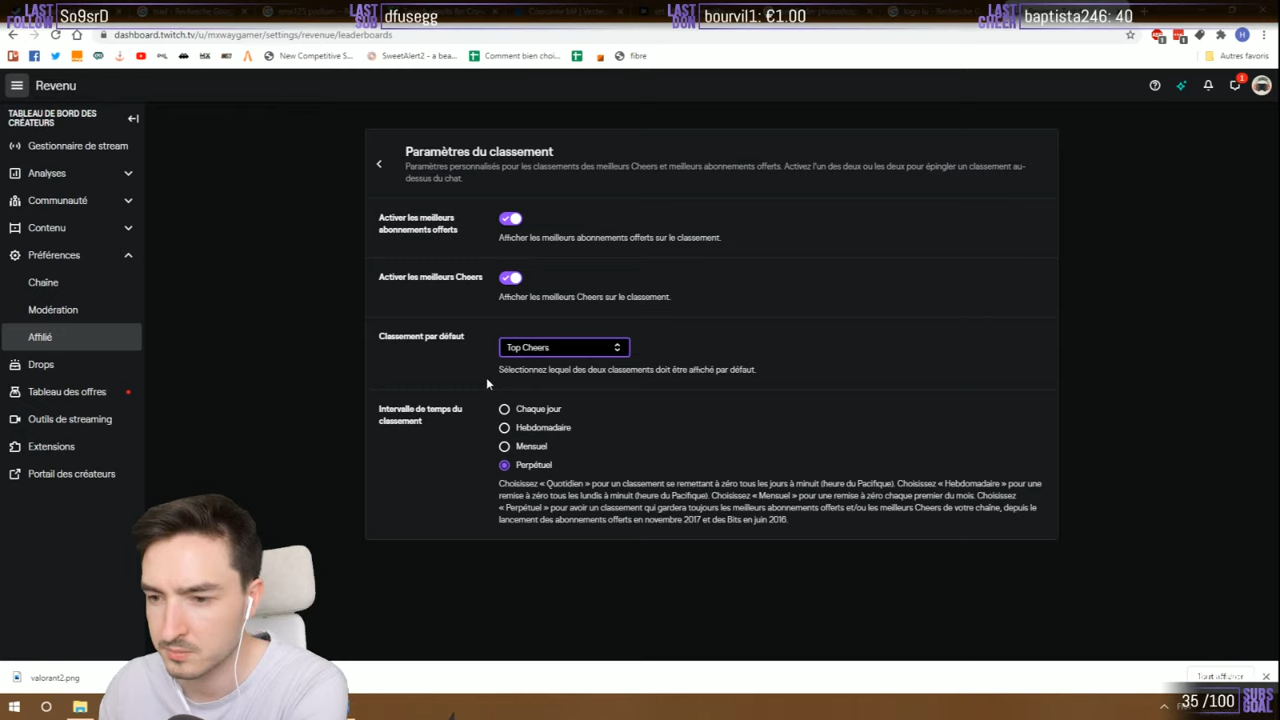 LAST FOLLOW So9srD LAST SUB dfusegg LAST DON bourvil1: €1.00 LAST CHEER baptista246: 40
dashboard.twitch.tv/u/mxwaygamer/settings/revenue/leaderboards
New Competitive S... SweetAlert2 - a bea... Comment bien choi... fibre Autres favoris
Revenu
1
TABLEAU DE BORD DES
CRÉATEURS
Gestionnaire de stream
Analyses
Communauté
Contenu
Préférences
Chaîne
Modération
Affilié
Drops
Tableau des offres
Outils de streaming
Extensions
Portail des créateurs
Paramètres du classement
Paramètres personnalisés pour les classements des meilleurs Cheers et meilleurs abonnements offerts. Activez l'un des deux ou les deux pour épingler un classement au-
dessus du chat.
Activer les meilleurs
abonnements offerts
Afficher les meilleurs abonnements offerts sur le classement.
Activer les meilleurs Cheers
Afficher les meilleurs Cheers sur le classement.
Classement par défaut
Top Cheers
Sélectionnez lequel des deux classements doit être affiché par défaut.
Intervalle de temps du
classement
Chaque jour
Hebdomadaire
Mensuel
Perpétuel
Choisissez « Quotidien » pour un classement se remettant à zéro tous les jours à minuit (heure du Pacifique). Choisissez « Hebdomadaire » pour une
remise à zéro tous les lundis à minuit (heure du Pacifique). Choisissez « Mensuel » pour une remise à zéro chaque premier du mois. Choisissez
« Perpétuel » pour avoir un classement qui gardera toujours les meilleurs abonnements offerts et/ou les meilleurs Cheers de votre chaîne, depuis le
lancement des abonnements offerts en novembre 2017 et des Bits en juin 2016.
valorant2.png
Tout afficher
35 /100 SUBS GOAL